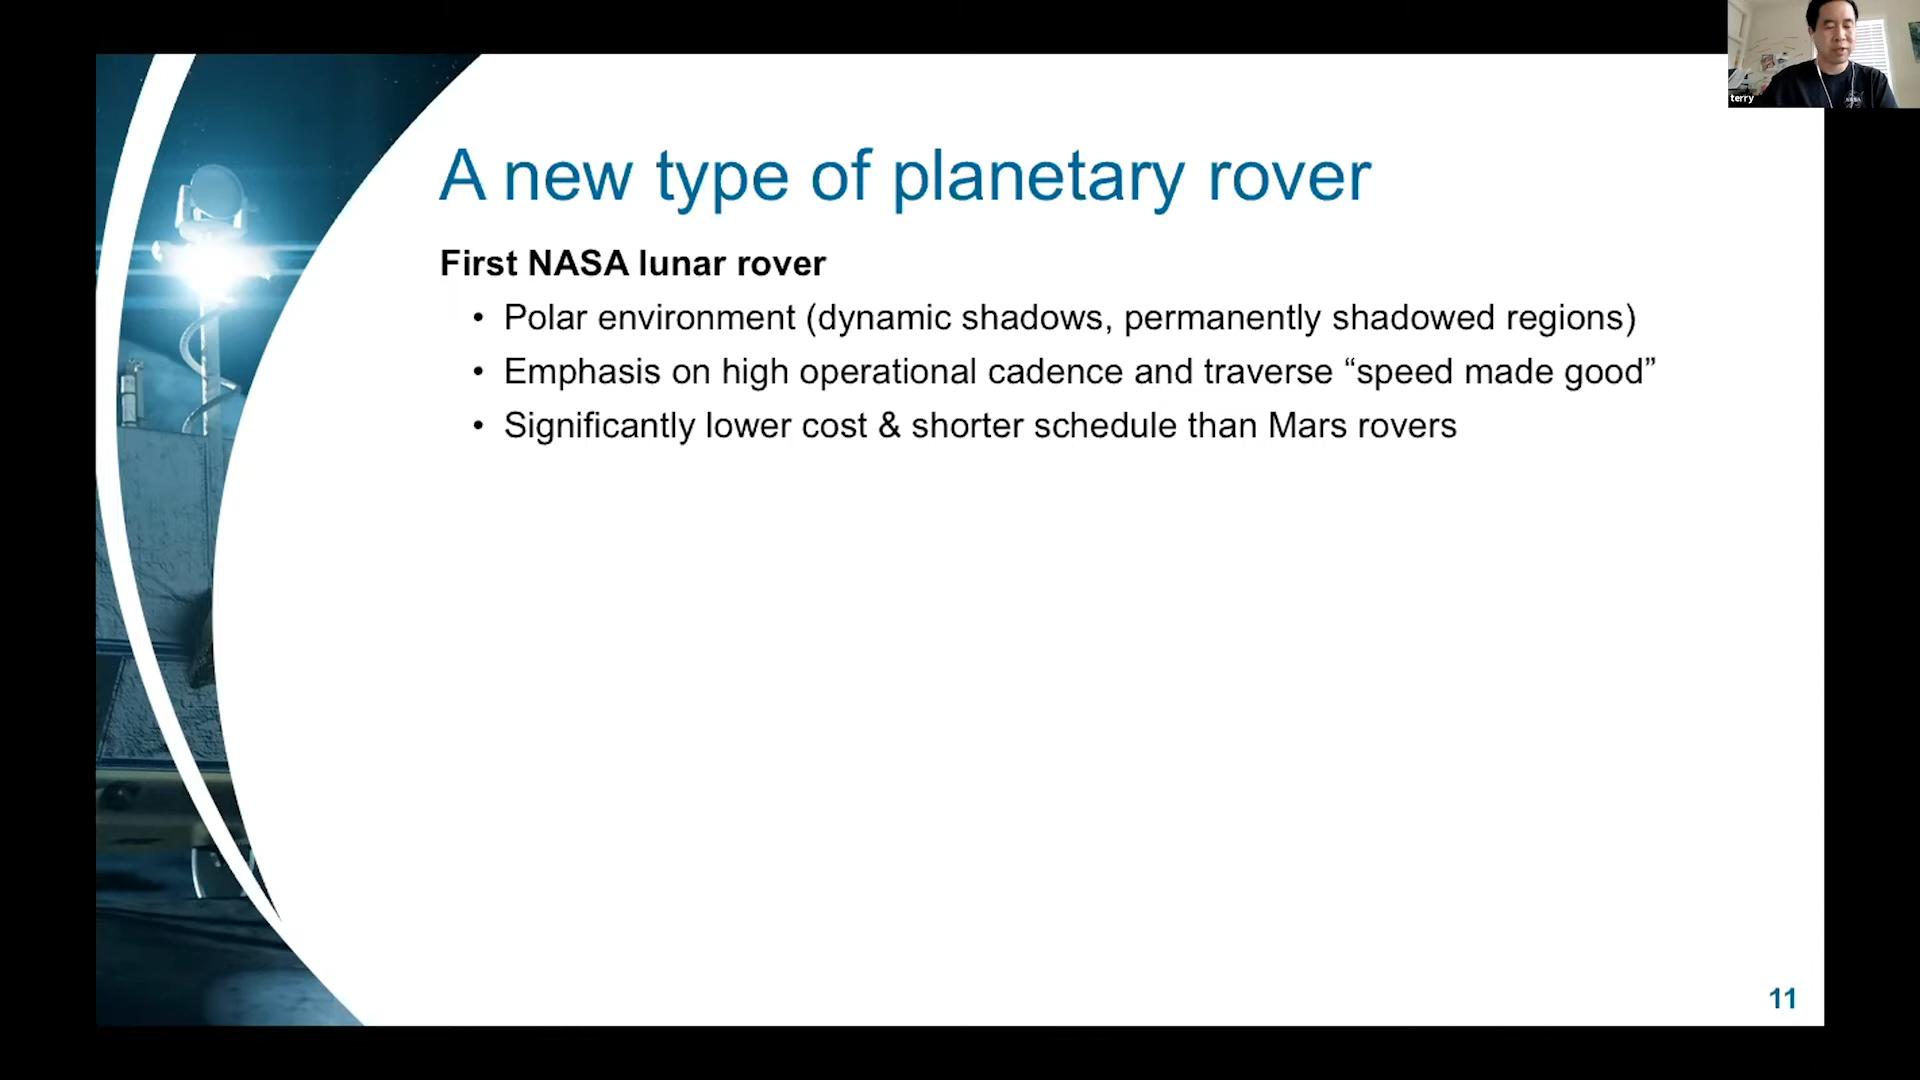 terry
NASA
A new type of planetary rover
First NASA lunar rover
• Polar environment (dynamic shadows, permanently shadowed regions)
• Emphasis on high operational cadence and traverse “speed made good”
• Significantly lower cost & shorter schedule than Mars rovers
11